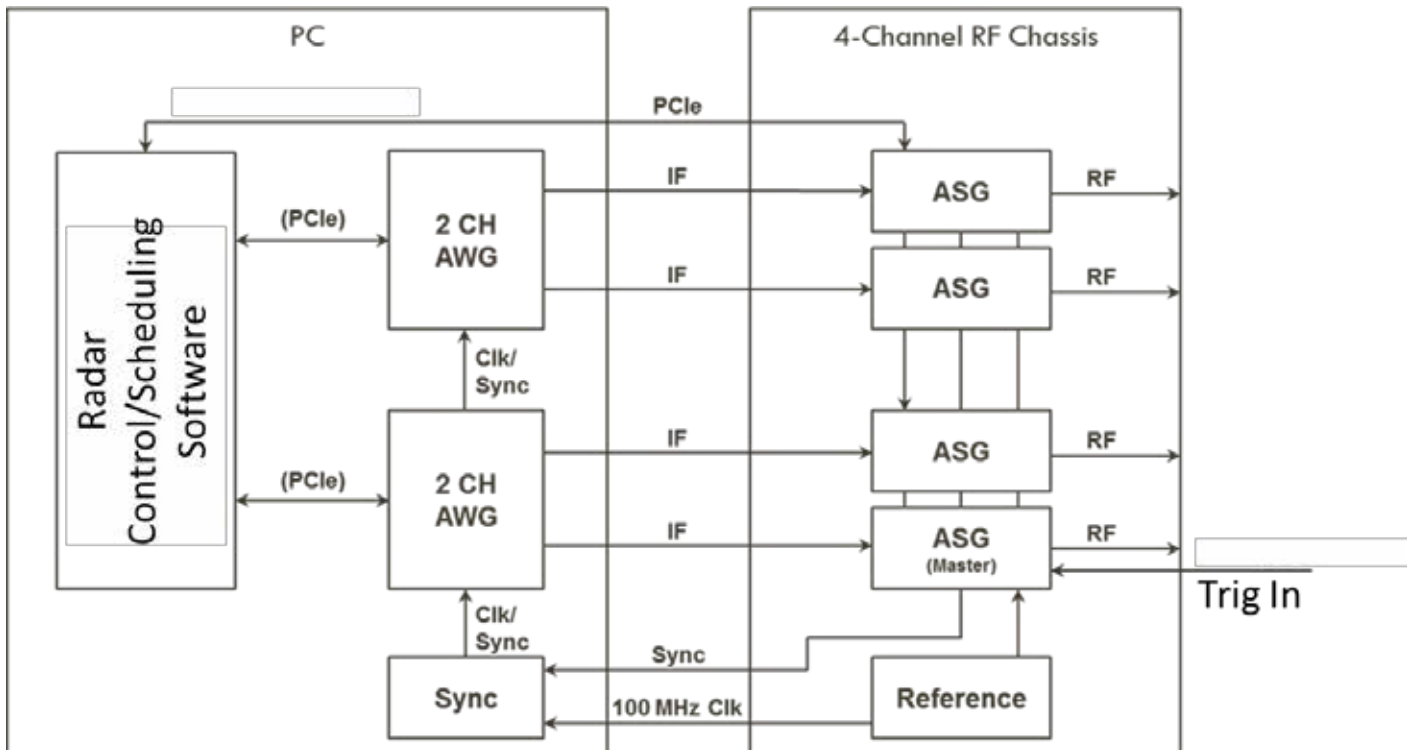 PC
4-Channel RF Chassis
PCIe
Radar
Control/Scheduling
Software
(PCIe)
2 CH
AWG
IF
ASG
RF
IF
ASG
RF
Clk/
Sync
(PCIe)
2 CH
AWG
IF
ASG
RF
IF
ASG
(Master)
RF
Trig In
Clk/
Sync
Sync
Sync
100 MHz Clk
Reference